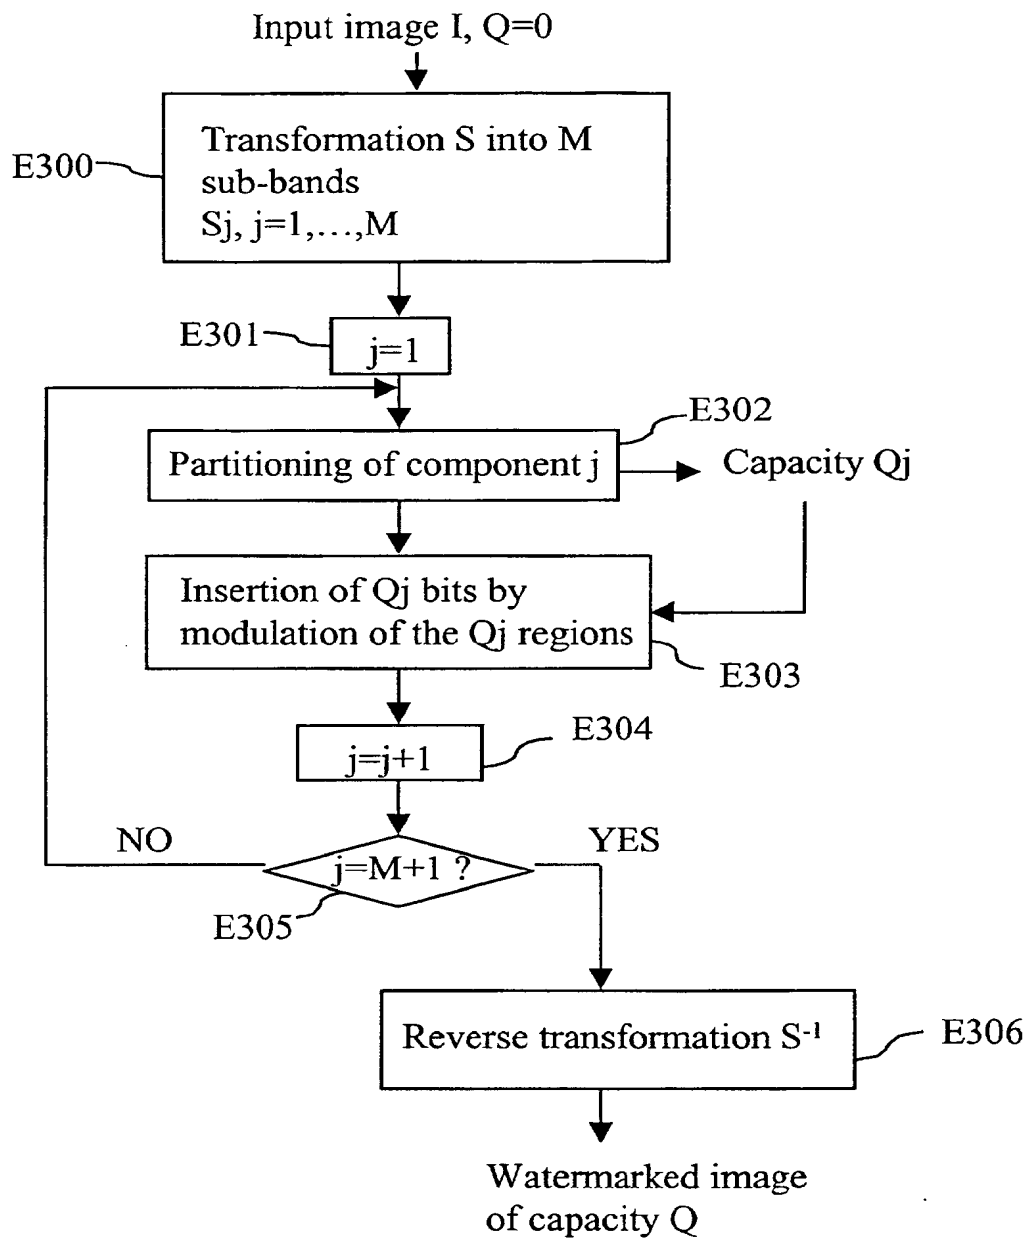 Input image I, Q=0
Transformation S into M
sub-bands
Sj, j=1,...,M
E300
E301
j=1
E302
Partitioning of component j
Capacity Qj
Insertion of Qj bits by
modulation of the Qj regions
E303
E304
j=j+1
NO
YES
j=M+1 ?
E305
Reverse transformation S⁻¹
E306
Watermarked image
of capacity Q